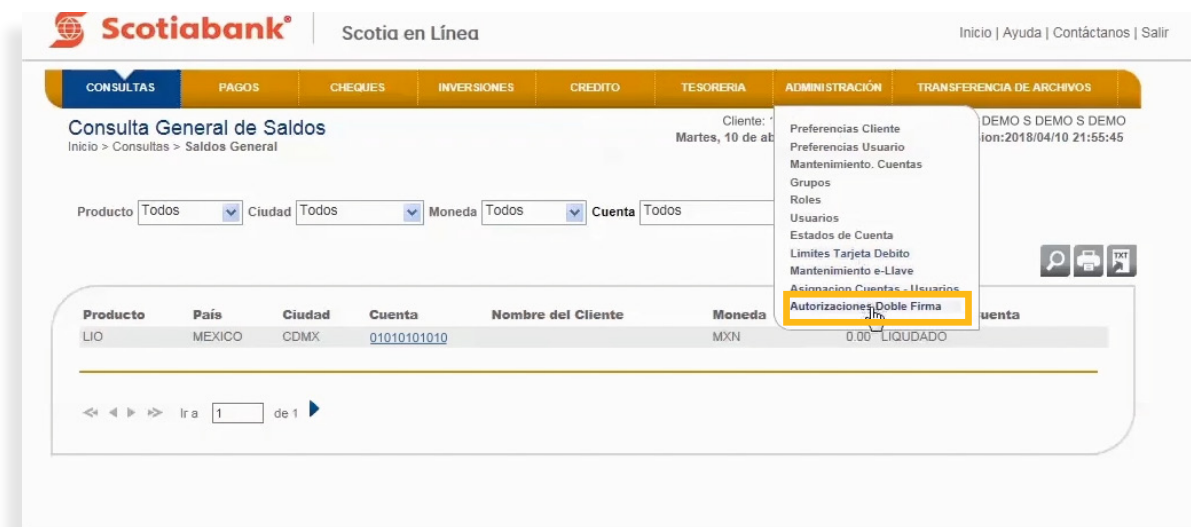 Scotiabank® Scotia en Línea Inicio | Ayuda | Contáctanos | Salir
CONSULTAS PAGOS CHEQUES INVERSIONES CREDITO TESORERIA ADMINISTRACIÓN TRANSFERENCIA DE ARCHIVOS
Consulta General de Saldos
Inicio > Consultas > Saldos General
Cliente: DEMO S DEMO S DEMO
Martes, 10 de :2018/04/10 21:55:45
Preferencias Cliente
Preferencias Usuario
Mantenimiento. Cuentas
Grupos
Roles
Usuarios
Estados de Cuenta
Limites Tarjeta Debito
Mantenimiento e-Llave
Asignacion Cuentas - Usuarios
Autorizaciones Doble Firma
Producto Todos Ciudad Todos Moneda Todos Cuenta Todos
TXT
Producto País Ciudad Cuenta Nombre del Cliente Moneda
LIO MEXICO CDMX 01010101010 MXN 0.00 LIQUDADO
Ir a 1 de 1